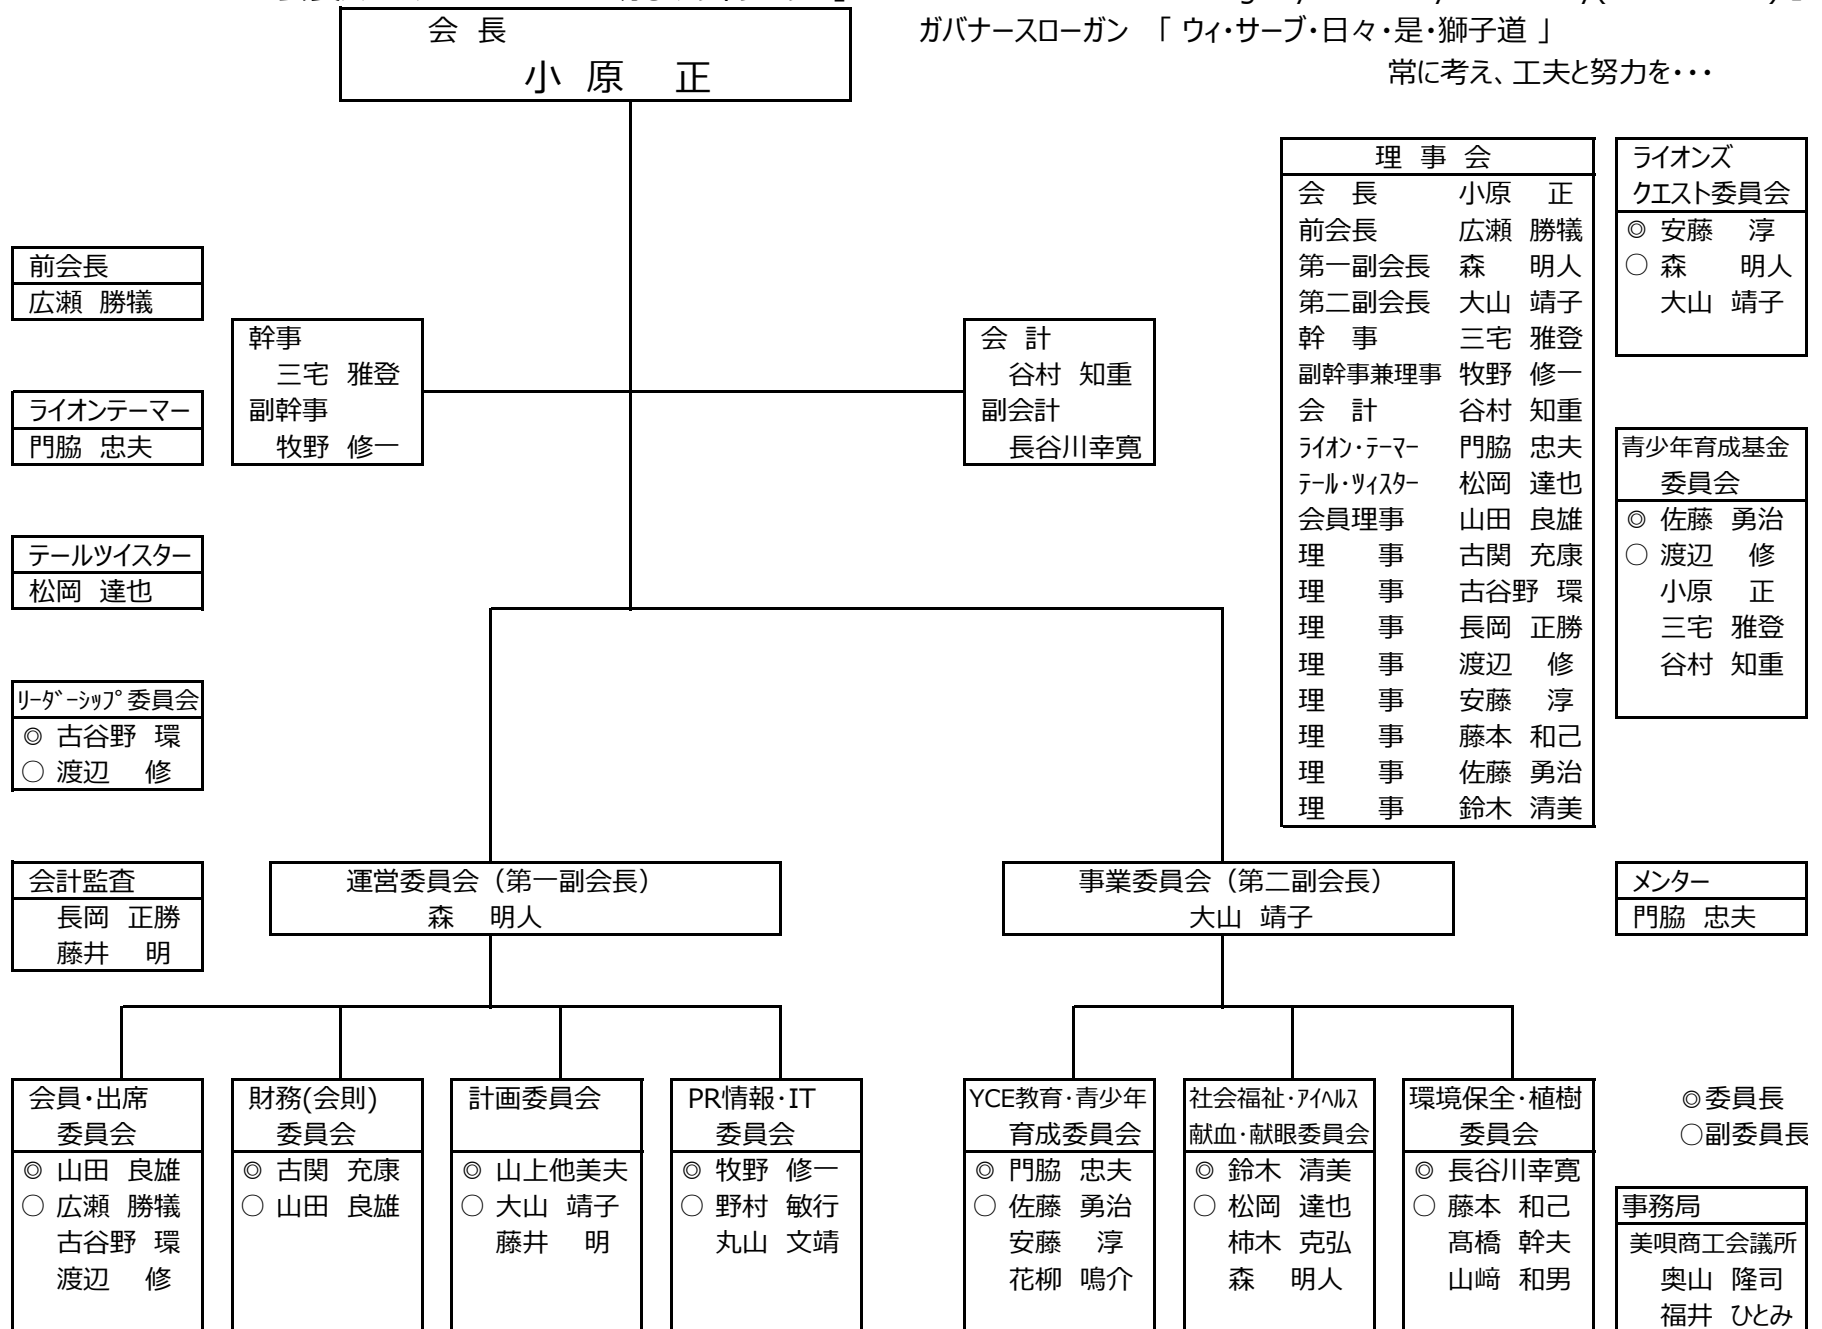 会 長
小 原 正
ガバナースローガン 「 ウィ・サーブ・日々・是・獅子道 」
常に考え、工夫と努力を・・・
前会長
広瀬 勝犠
ライオンテーマー
門脇 忠夫
テールツイスター
松岡 達也
リーダーシップ委員会
◎ 古谷野 環
○ 渡辺 修
会計監査
長岡 正勝
藤井 明
幹事
三宅 雅登
副幹事
牧野 修一
会 計
谷村 知重
副会計
長谷川幸寛
理 事 会
会 長 小原 正
前会長 広瀬 勝犠
第一副会長 森 明人
第二副会長 大山 靖子
幹 事 三宅 雅登
副幹事兼理事 牧野 修一
会 計 谷村 知重
ライオン・テーマー 門脇 忠夫
テール・ツィスター 松岡 達也
会員理事 山田 良雄
理 事 古関 充康
理 事 古谷野 環
理 事 長岡 正勝
理 事 渡辺 修
理 事 安藤 淳
理 事 藤本 和己
理 事 佐藤 勇治
理 事 鈴木 清美
ライオンズ
クエスト委員会
◎ 安藤 淳
○ 森 明人
大山 靖子
青少年育成基金
委員会
◎ 佐藤 勇治
○ 渡辺 修
小原 正
三宅 雅登
谷村 知重
メンター
門脇 忠夫
運営委員会（第一副会長）
森 明人
事業委員会（第二副会長）
大山 靖子
会員・出席
委員会
◎ 山田 良雄
○ 広瀬 勝犠
古谷野 環
渡辺 修
財務(会則)
委員会
◎ 古関 充康
○ 山田 良雄
計画委員会
◎ 山上他美夫
○ 大山 靖子
藤井 明
PR情報・IT
委員会
◎ 牧野 修一
○ 野村 敏行
丸山 文靖
YCE教育・青少年
育成委員会
◎ 門脇 忠夫
○ 佐藤 勇治
安藤 淳
花柳 鳴介
社会福祉・アイヘルス
献血・献眼委員会
◎ 鈴木 清美
○ 松岡 達也
柿木 克弘
森 明人
環境保全・植樹
委員会
◎ 長谷川幸寛
○ 藤本 和己
髙橋 幹夫
山﨑 和男
◎委員長
○副委員長
事務局
美唄商工会議所
奥山 隆司
福井 ひとみ